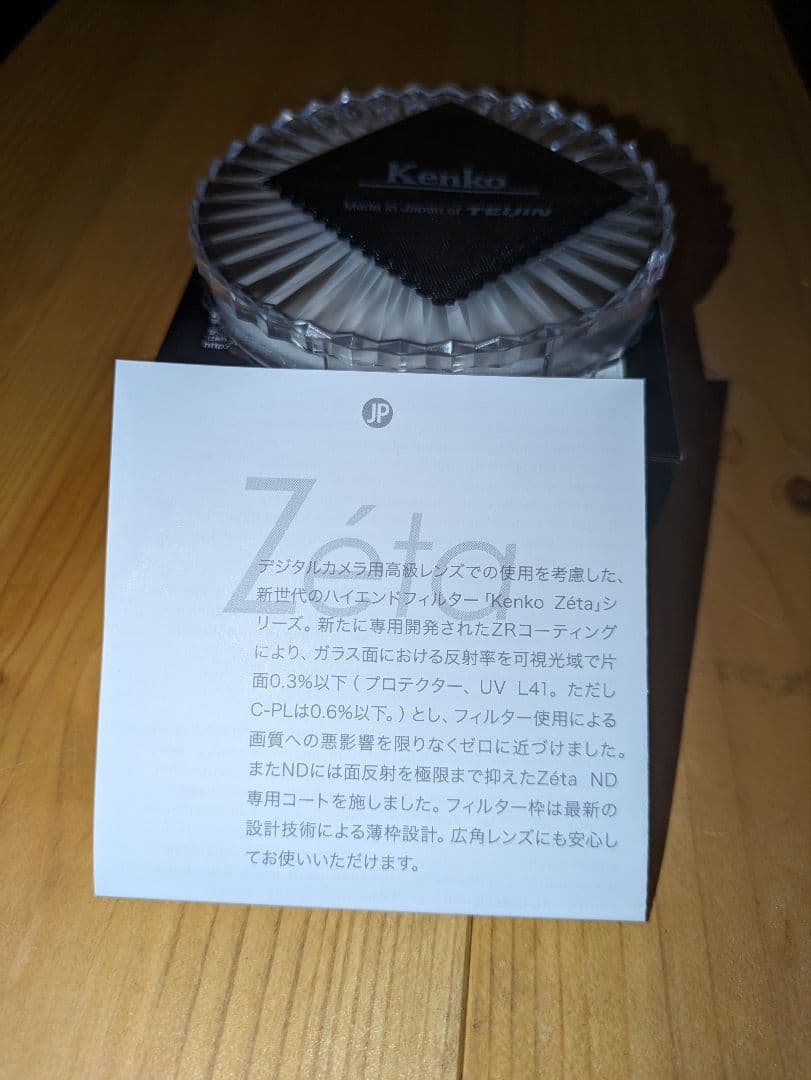 Kenko
Made in Japan of TEIJIN
JP
Zéta
デジタルカメラ用高級レンズでの使用を考慮した、
新世代のハイエンドフィルター「Kenko Zéta」シ
リーズ。新たに専用開発されたZRコーティング
により、ガラス面における反射率を可視光域で片
面0.3%以下(プロテクター、UV L41。ただし
C-PLは0.6%以下。)とし、フィルター使用による
画質への悪影響を限りなくゼロに近づけました。
またNDには面反射を極限まで抑えたZéta ND
専用コートを施しました。フィルター枠は最新の
設計技術による薄枠設計。広角レンズにも安心し
てお使いいただけます。